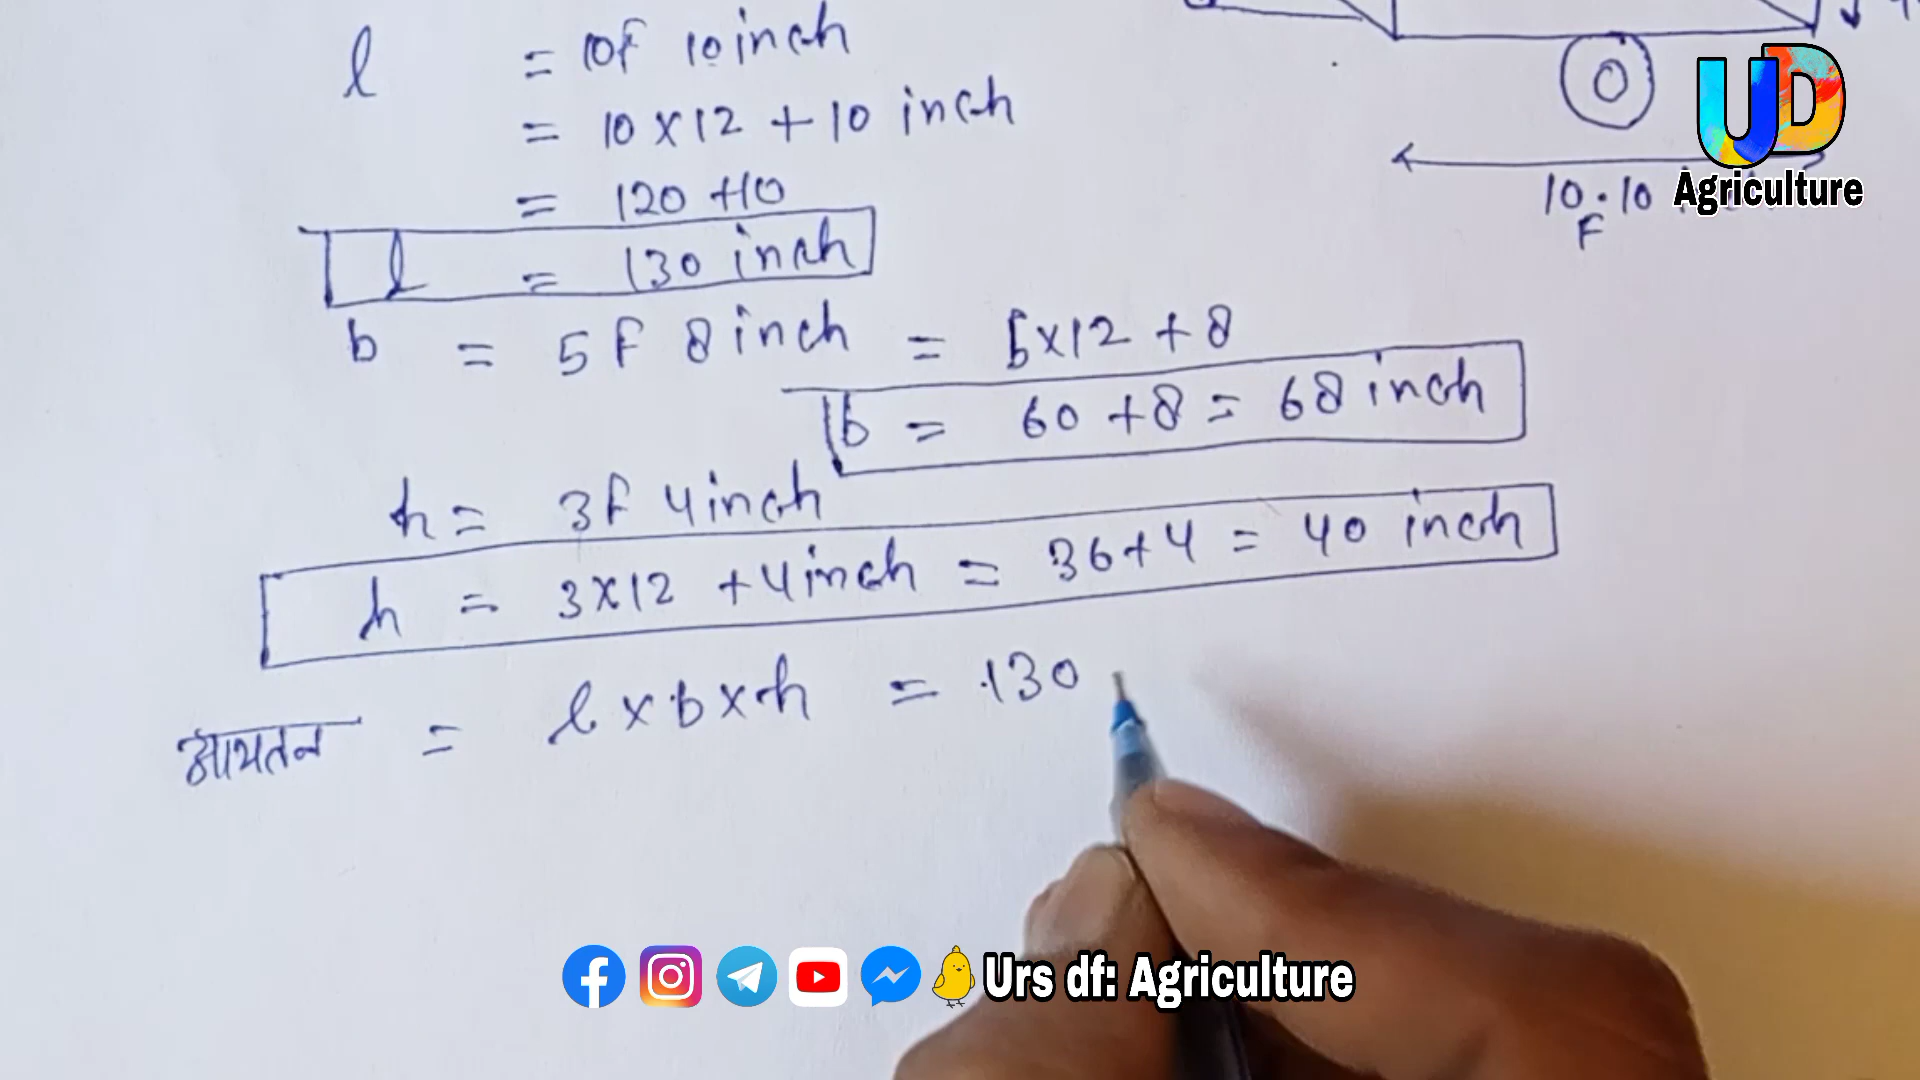 l = 10f 10 inch
= 10 x 12 + 10 inch
= 120 + 10
l = 130 inch
b = 5 f 8 inch = 5x12 + 8
b = 60 + 8 = 68 inch
h = 3f 4 inch
h = 3x12 + 4 inch = 36+4 = 40 inch
आयतन = l x b x h = 130
10.10
F
UD
Agriculture
Urs df: Agriculture